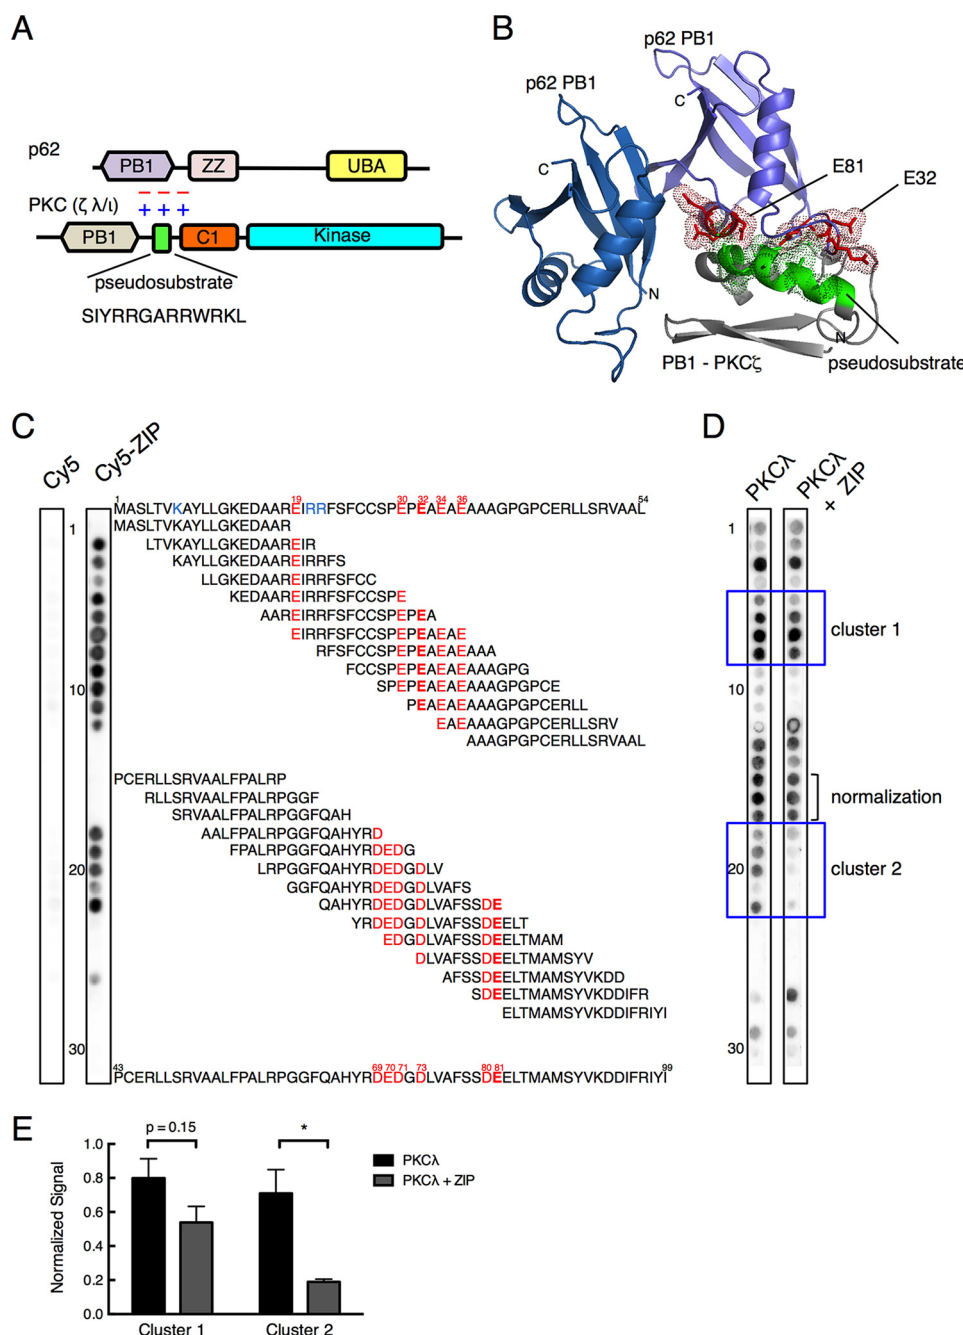 A
p62
PB1 ZZ UBA
− − −
PKC (ζ λ/ι) + + +
PB1 C1 Kinase
pseudosubstrate
SIYRRGARRWRKL
B
p62 PB1
p62 PB1
C
C
E81
E32
N
N
PB1 - PKCζ
pseudosubstrate
C
Cy5
Cy5-ZIP
1
10
20
30
1 19 30 32 34 36 54
MASLTVKAYLLGKEDAAREIRRFSFCCSPEPEAEAEAAAGPGPCERLLSRVAAL
MASLTVKAYLLGKEDAAR
LTVKAYLLGKEDAAREIR
KAYLLGKEDAAREIRRFS
LLGKEDAAREIRRFSFCC
KEDAAREIRRFSFCCSPE
AAREIRRFSFCCSPEPEA
EIRRFSFCCSPEPEAEAE
RFSFCCSPEPEAEAEAAA
FCCSPEPEAEAEAAAGPG
SPEPEAEAEAAAGPGPCE
PEAEAEAAAGPGPCERLL
EAEAAAGPGPCERLLSRV
AAAGPGPCERLLSRVAAL
PCERLLSRVAALFPALRP
RLLSRVAALFPALRPGGF
SRVAALFPALRPGGFQAH
AALFPALRPGGFQAHYRD
FPALRPGGFQAHYRDEDG
LRPGGFQAHYRDEDGDLV
GGFQAHYRDEDGDLVAFS
QAHYRDEDGDLVAFSSDE
YRDEDGDLVAFSSDEELT
EDGDLVAFSSDEELTMAM
DLVAFSSDEELTMAMSYV
AFSSDEELTMAMSYVKDD
SDEELTMAMSYVKDDIFR
ELTMAMSYVKDDIFRIYI
43 69 70 71 73 80 81 99
PCERLLSRVAALFPALRPGGFQAHYRDEDGDLVAFSSDEELTMAMSYVKDDIFRIYI
D
PKCλ
PKCλ + ZIP
1
10
20
30
cluster 1
normalization
cluster 2
E
Normalized Signal
1.0
0.8
0.6
0.4
0.2
0.0
p = 0.15
*
PKCλ
PKCλ + ZIP
Cluster 1
Cluster 2